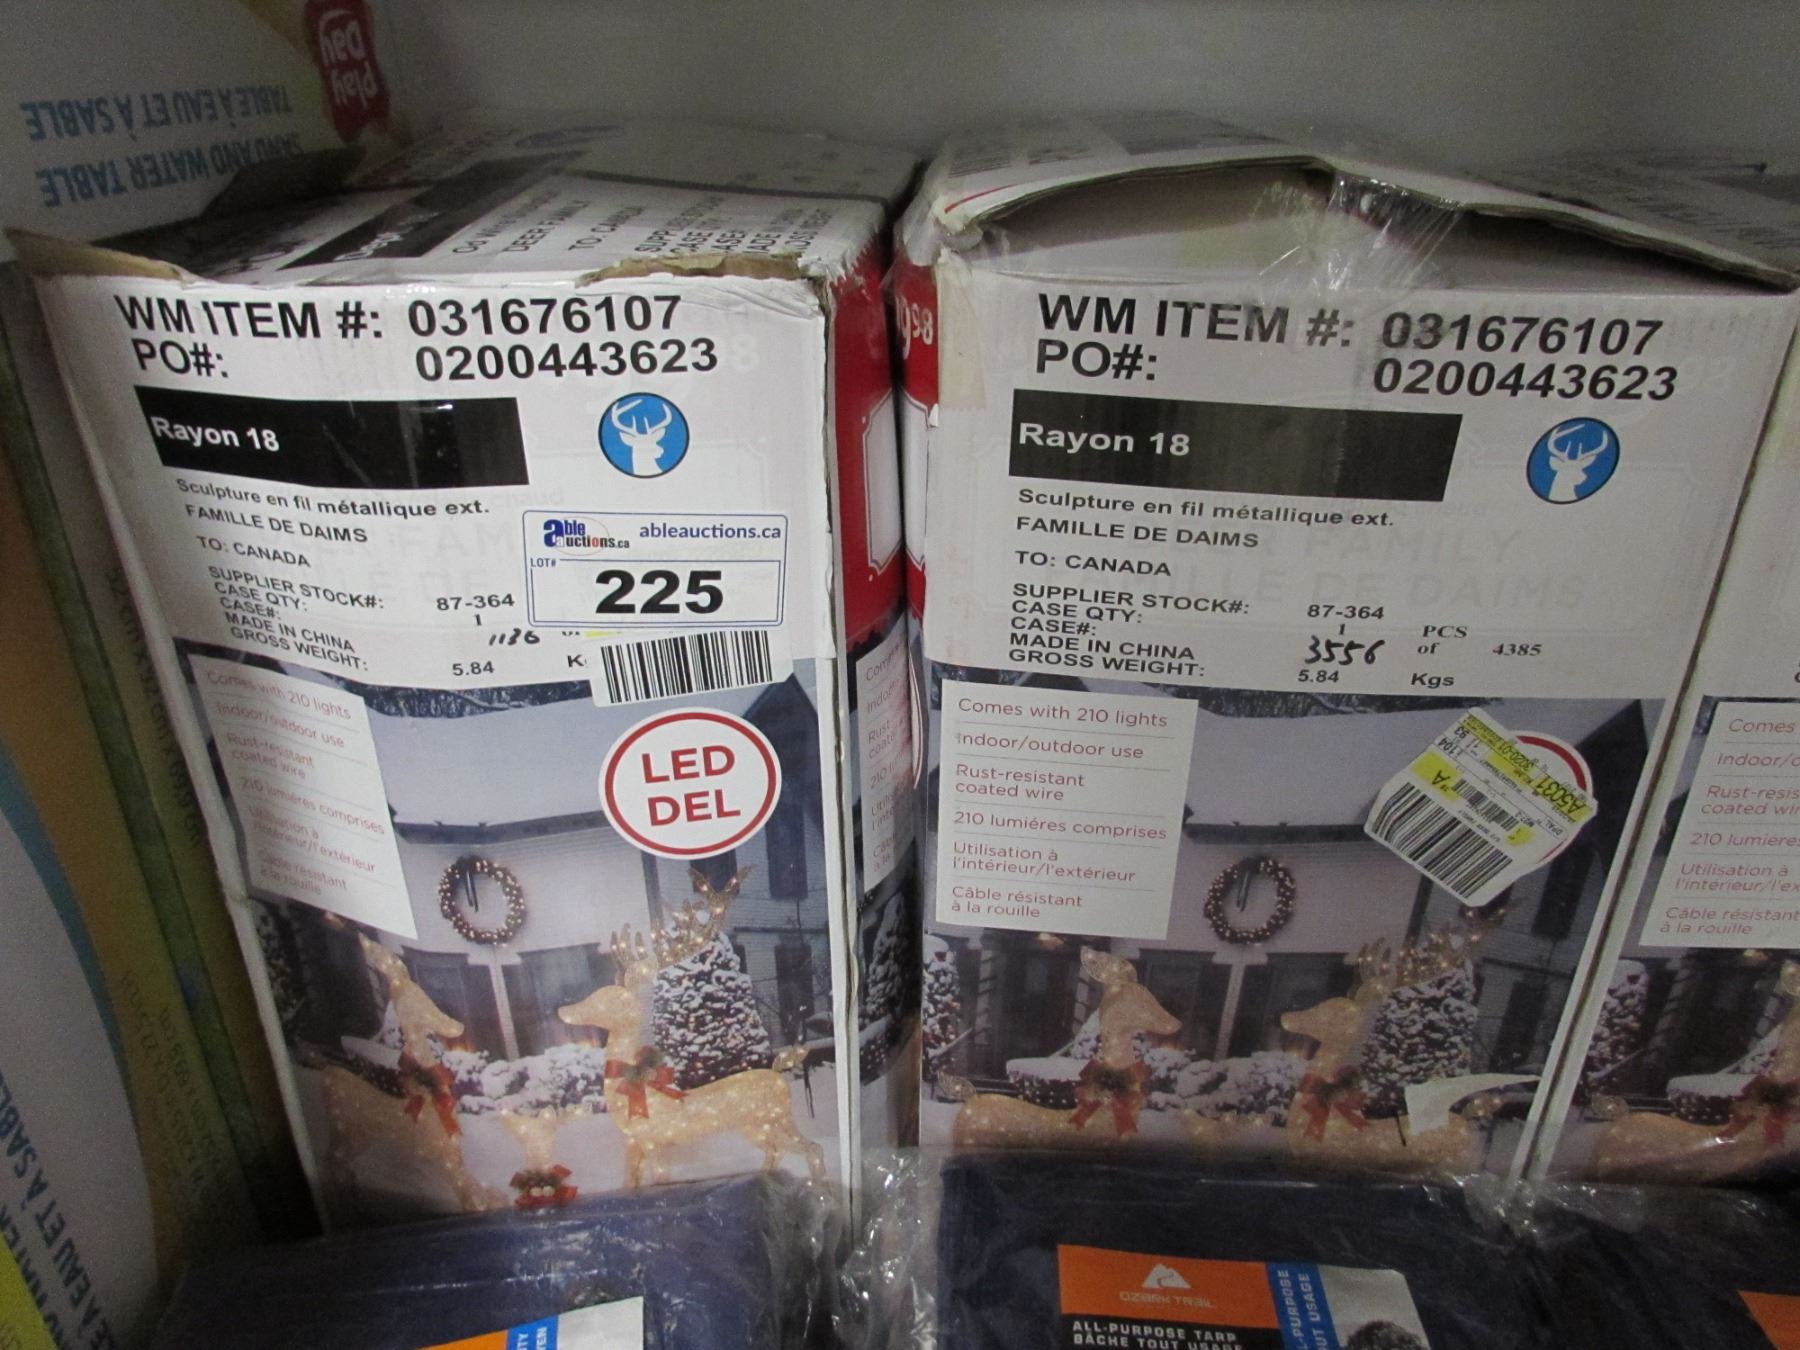 Play
Day
SAND AND WATER TABLE
TABLE À EAU ET À SABLE
DEER FAMILY
TO: CANADA
WM ITEM #: 031676107
PO#: 0200443623
Rayon 18
Sculpture en fil métallique ext.
FAMILLE DE DAIMS
TO: CANADA
SUPPLIER STOCK#: 87-364
CASE QTY: 1
CASE#: 1136
MADE IN CHINA
GROSS WEIGHT: 5.84
able auctions.ca
ableauctions.ca
LOT#
225
Comes with 210 lights
Indoor/outdoor use
Rust-resistant
coated wire
210 lumières comprises
Utilisation à
l'intérieur/l'extérieur
Câble résistant
à la rouille
LED
DEL
98
WM ITEM #: 031676107
PO#: 0200443623
Rayon 18
Sculpture en fil métallique ext.
FAMILLE DE DAIMS
TO: CANADA
SUPPLIER STOCK#: 87-364
CASE QTY: 1 PCS
CASE#: 3556 of 4385
MADE IN CHINA
GROSS WEIGHT: 5.84 Kgs
Comes with 210 lights
Indoor/outdoor use
Rust-resistant
coated wire
210 lumiéres comprises
Utilisation à
l'intérieur/l'extérieur
Câble résistant
à la rouille
A5031
Comes
Indoor/
Rust-resis
coated wir
210 lumiere
Utilisation à
l'intérieur/l'ex
Câble résistant
à la rouille
OZARK TRAIL
ALL-PURPOSE TARP
BÂCHE TOUT USAGE